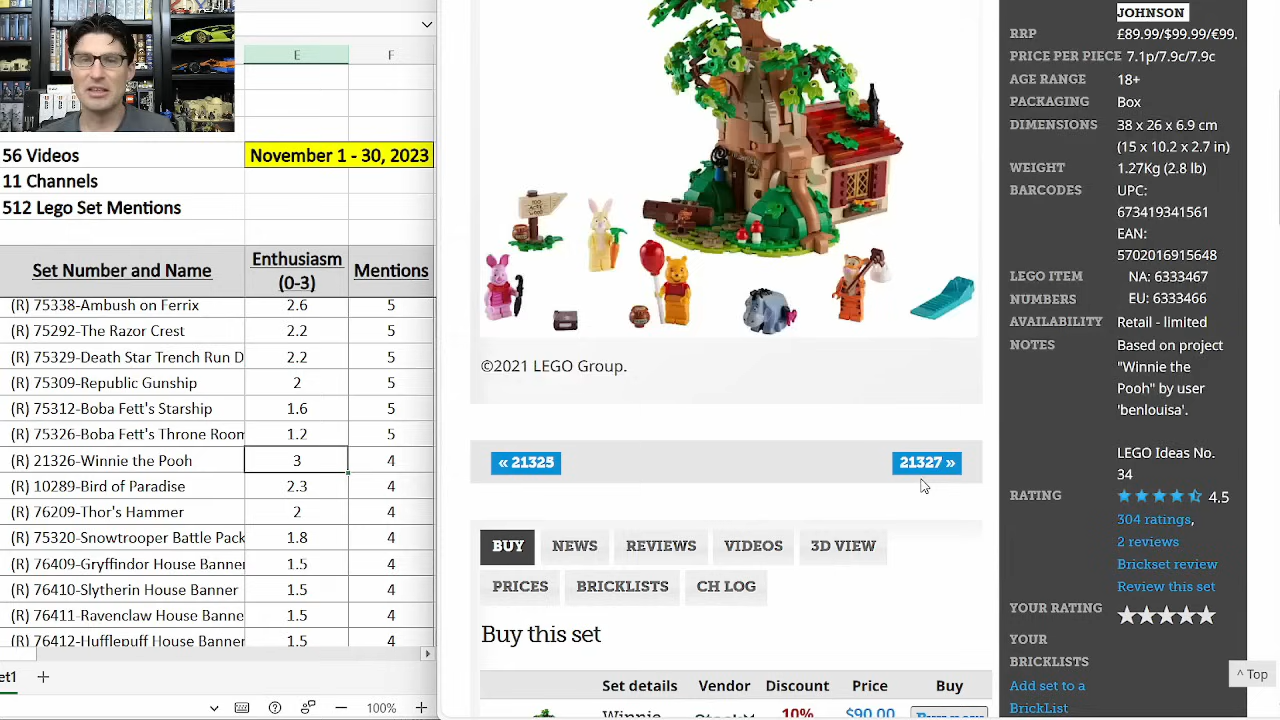 E F
56 Videos November 1 - 30, 2023
11 Channels
512 Lego Set Mentions
Set Number and Name Enthusiasm (0-3) Mentions
(R) 75338-Ambush on Ferrix 2.6 5
(R) 75292-The Razor Crest 2.2 5
(R) 75329-Death Star Trench Run D 2.2 5
(R) 75309-Republic Gunship 2 5
(R) 75312-Boba Fett's Starship 1.6 5
(R) 75326-Boba Fett's Throne Room 1.2 5
(R) 21326-Winnie the Pooh 3 4
(R) 10289-Bird of Paradise 2.3 4
(R) 76209-Thor's Hammer 2 4
(R) 75320-Snowtrooper Battle Pack 1.8 4
(R) 76409-Gryffindor House Banner 1.5 4
(R) 76410-Slytherin House Banner 1.5 4
(R) 76411-Ravenclaw House Banner 1.5 4
(R) 76412-Hufflepuff House Banner 1.5 4
et1
100%
©2021 LEGO Group.
« 21325 21327 »
BUY NEWS REVIEWS VIDEOS 3D VIEW
PRICES BRICKLISTS CH LOG
Buy this set
Set details Vendor Discount Price Buy
Winnie 10% $90.00
JOHNSON
RRP £89.99/$99.99/€99.
PRICE PER PIECE 7.1p/7.9c/7.9c
AGE RANGE 18+
PACKAGING Box
DIMENSIONS 38 x 26 x 6.9 cm
(15 x 10.2 x 2.7 in)
WEIGHT 1.27Kg (2.8 lb)
BARCODES UPC:
673419341561
EAN:
5702016915648
LEGO ITEM NA: 6333467
NUMBERS EU: 6333466
AVAILABILITY Retail - limited
NOTES Based on project
"Winnie the
Pooh" by user
'benlouisa'.
LEGO Ideas No.
34
RATING 4.5
304 ratings,
2 reviews
Brickset review
Review this set
YOUR RATING
YOUR
BRICKLISTS
Add set to a
BrickList
^ Top